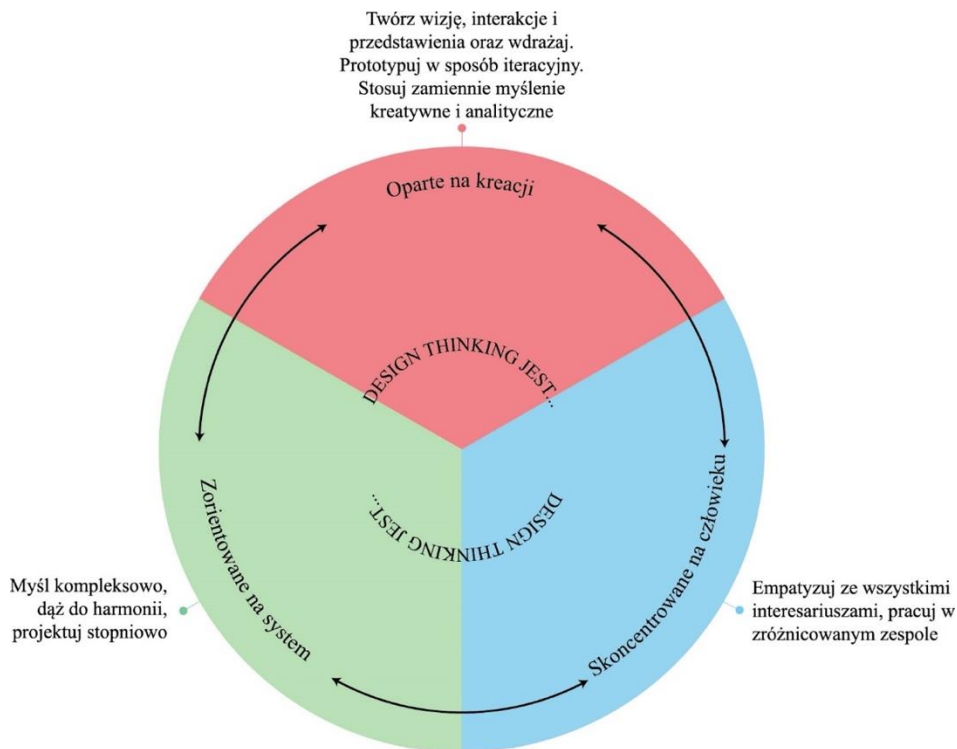 Twórz wizję, interakcje i
przedstawienia oraz wdrażaj.
Prototypuj w sposób iteracyjny.
Stosuj zamiennie myślenie
kreatywne i analityczne
Oparte na kreacji
DESIGN THINKING JEST...
DESIGN THINKING JEST...
Zorientowane na system
Skoncentrowane na człowieku
Myśl kompleksowo,
dąż do harmonii,
projektuj stopniowo
Empatyzuj ze wszystkimi
interesariuszami, pracuj w
zróżnicowanym zespole